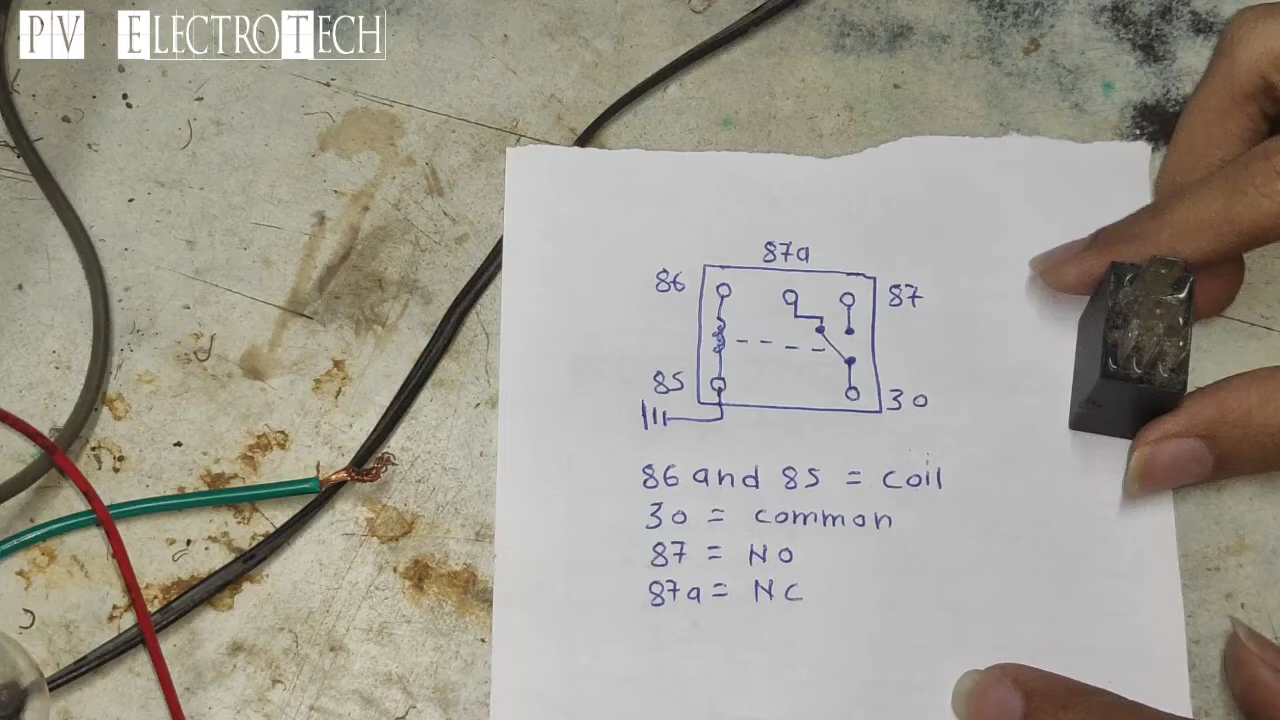 PV ELECTROTECH
87a
86
87
85
30
86 and 85 = coil
30 = common
87 = NO
87a = NC